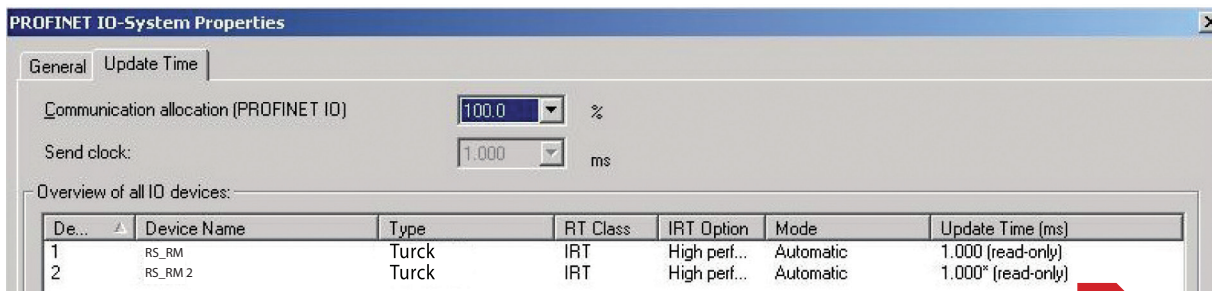 PROFINET IO-System Properties
General Update Time
Communication allocation (PROFINET IO) 100.0 %
Send clock: 1.000 ms
Overview of all IO devices:
De... Device Name Type RT Class IRT Option Mode Update Time (ms)
1 RS_RM Turck IRT High perf... Automatic 1.000 (read-only)
2 RS_RM 2 Turck IRT High perf... Automatic 1.000* (read-only)